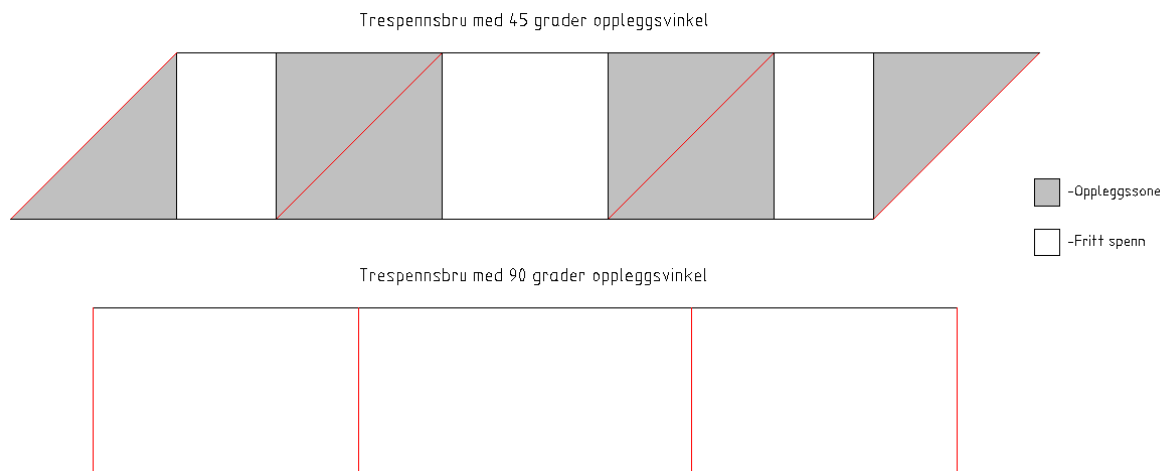 Trespennsbru med 45 grader oppleggsvinkel
-Oppleggssone
-Fritt spenn
Trespennsbru med 90 grader oppleggsvinkel